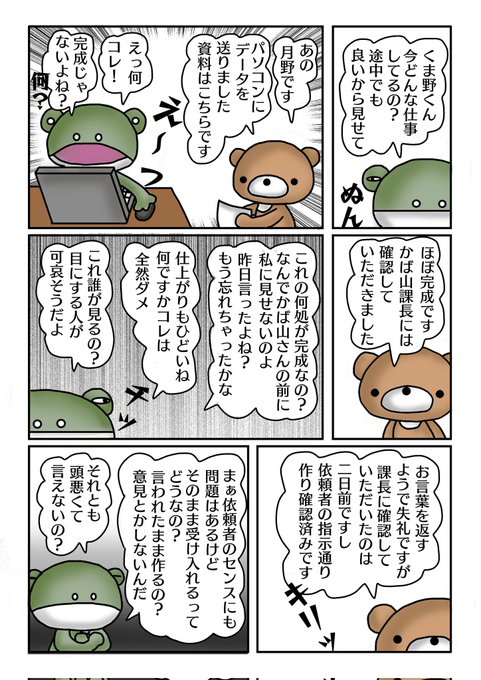 くま野くん
今どんな仕事
してるの?
途中でも
良いから見せて
ぬん
あの
月野です
パソコンに
データを
送りました
資料はこちらです
え〜
っ
えっ何
コレ!
完成じゃ
ないよね?
何?
ほぼ完成です
かば山課長には
確認して
いただきました
これの何処が完成なの?
なんでかば山さんの前に
私に見せないのよ
昨日言ったよね?
もう忘れちゃったかな
仕上がりもひどいね
何ですかコレは
全然ダメ
これ誰が見るの?
目にする人が
可哀そうだよ
チッ
お言葉を返す
ようで失礼ですが
課長に確認して
いただいたのは
二日前ですし
依頼者の指示通り
作り確認済みです
キリッ
まぁ依頼者のセンスにも
問題はあるけど
そのまま受け入れるって
どうなの?
言われたまま作るの?
意見とかしないんだ
それとも
頭悪くて
言えないの?